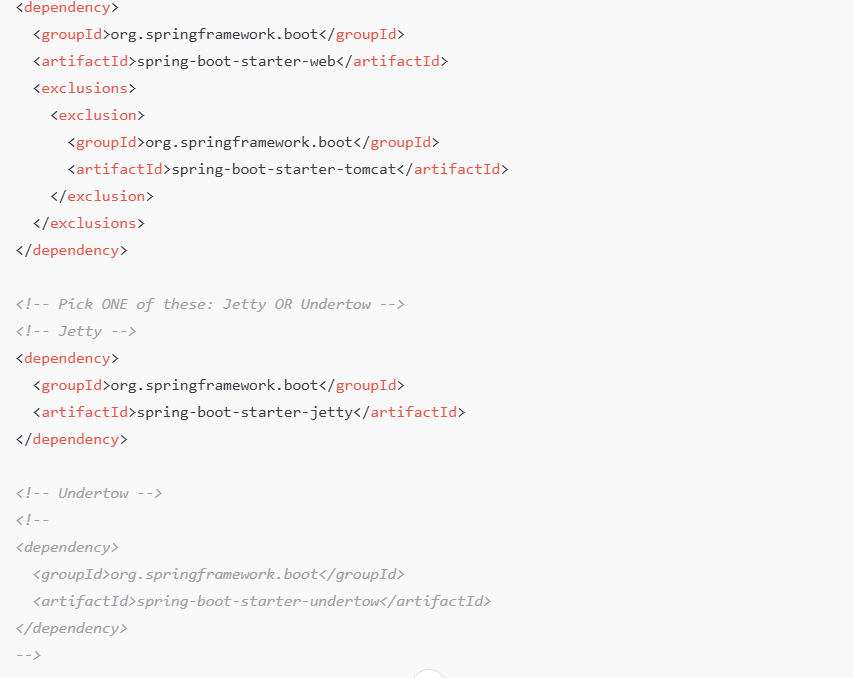 <dependency>
  <groupId>org.springframework.boot</groupId>
  <artifactId>spring-boot-starter-web</artifactId>
  <exclusions>
    <exclusion>
      <groupId>org.springframework.boot</groupId>
      <artifactId>spring-boot-starter-tomcat</artifactId>
    </exclusion>
  </exclusions>
</dependency>

<!-- Pick ONE of these: Jetty OR Undertow -->
<!-- Jetty -->
<dependency>
  <groupId>org.springframework.boot</groupId>
  <artifactId>spring-boot-starter-jetty</artifactId>
</dependency>

<!-- Undertow -->
<!--
<dependency>
  <groupId>org.springframework.boot</groupId>
  <artifactId>spring-boot-starter-undertow</artifactId>
</dependency>
-->